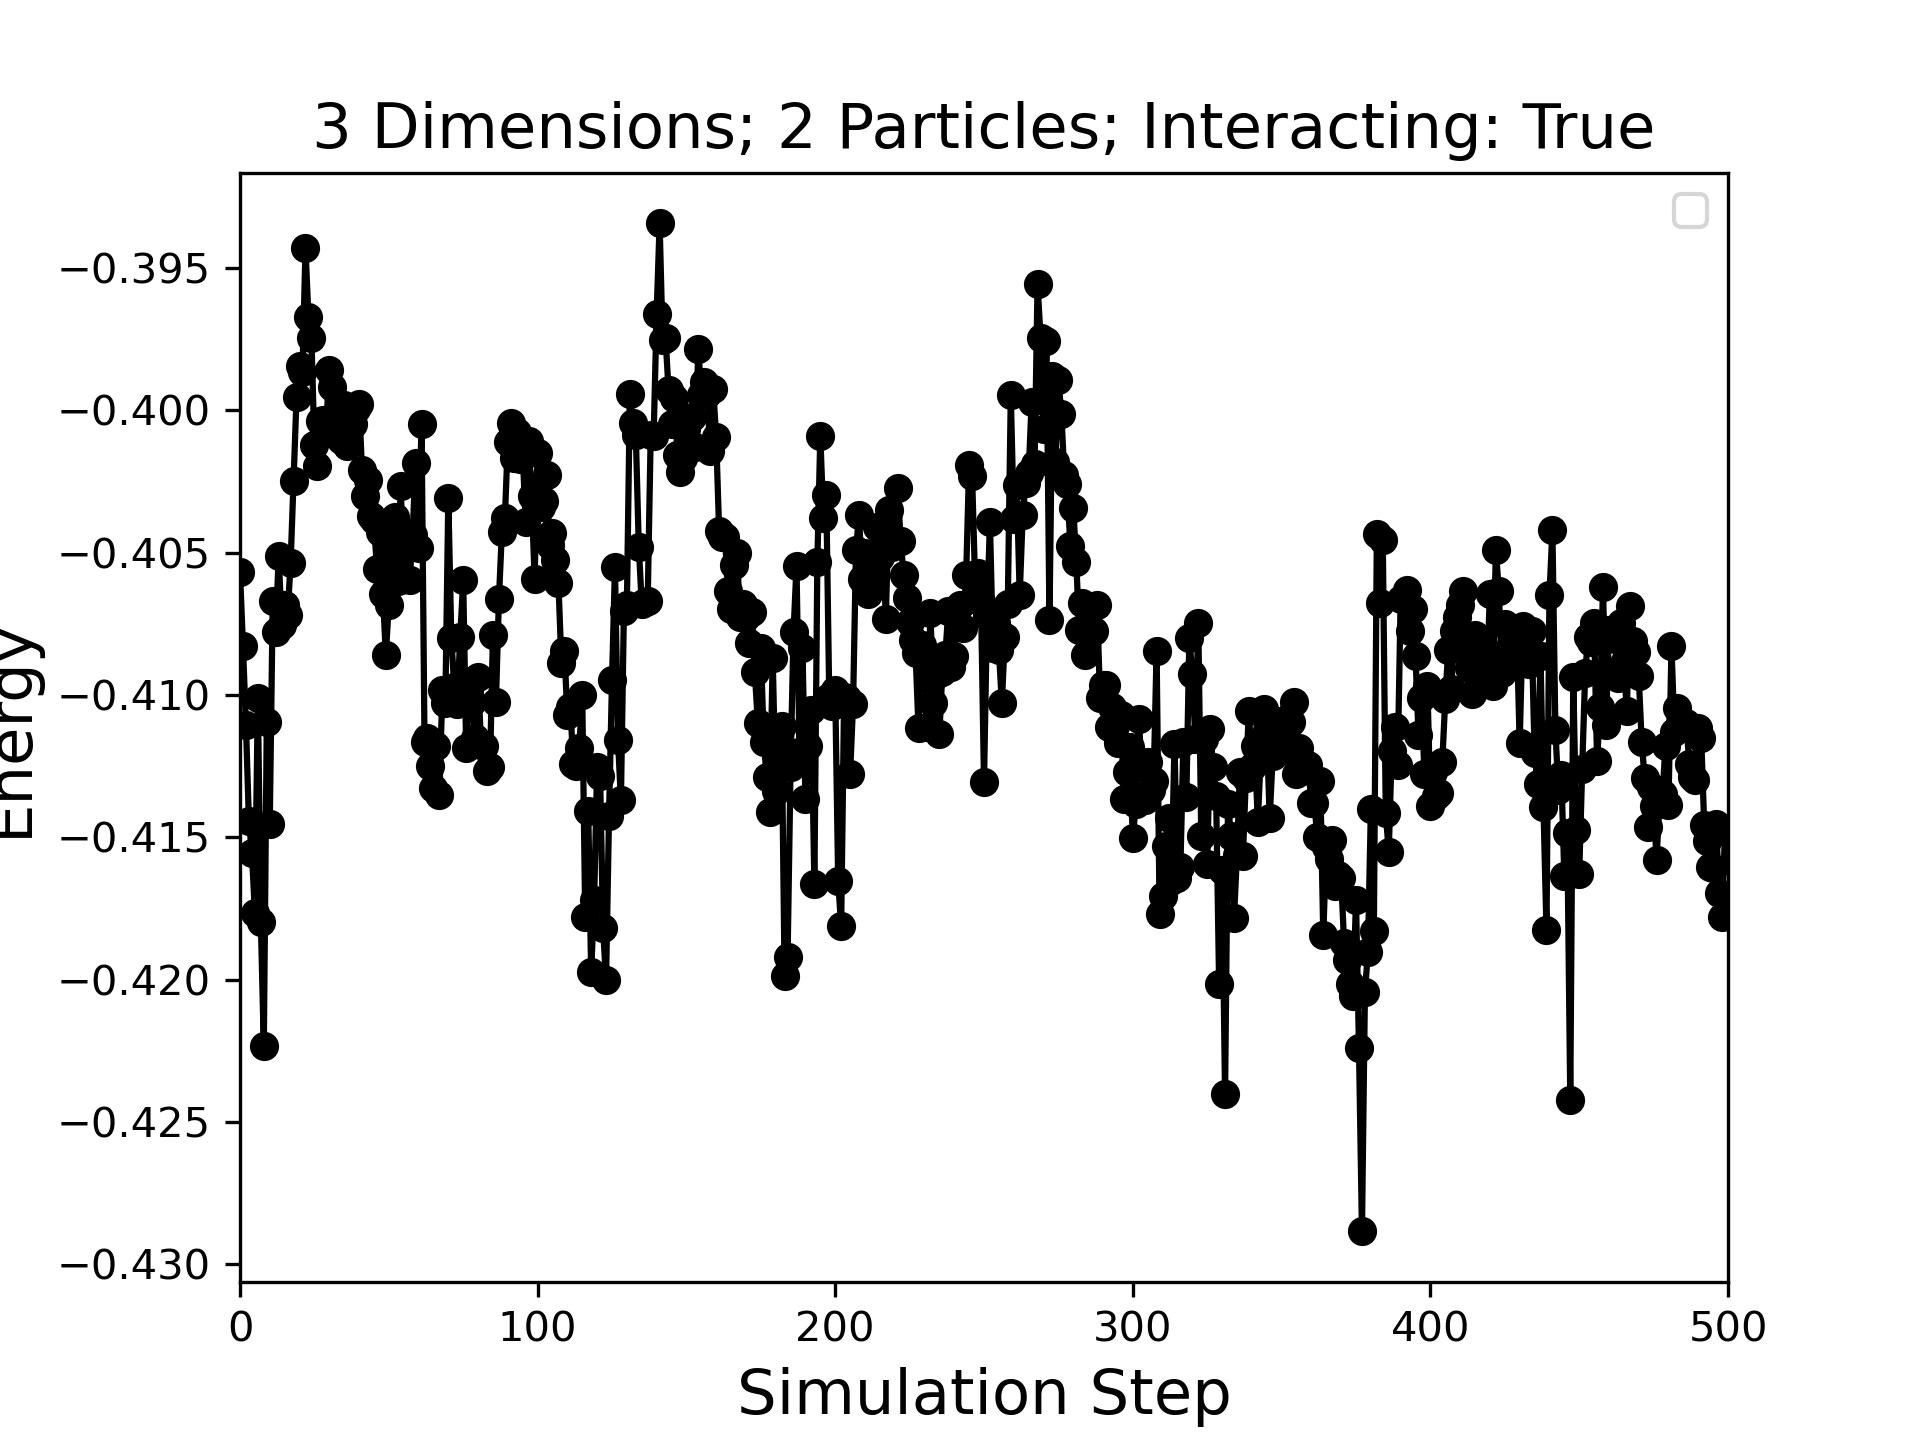 3 Dimensions; 2 Particles; Interacting: True
Energy
−0.395
−0.400
−0.405
−0.410
−0.415
−0.420
−0.425
−0.430
0 100 200 300 400 500
Simulation Step